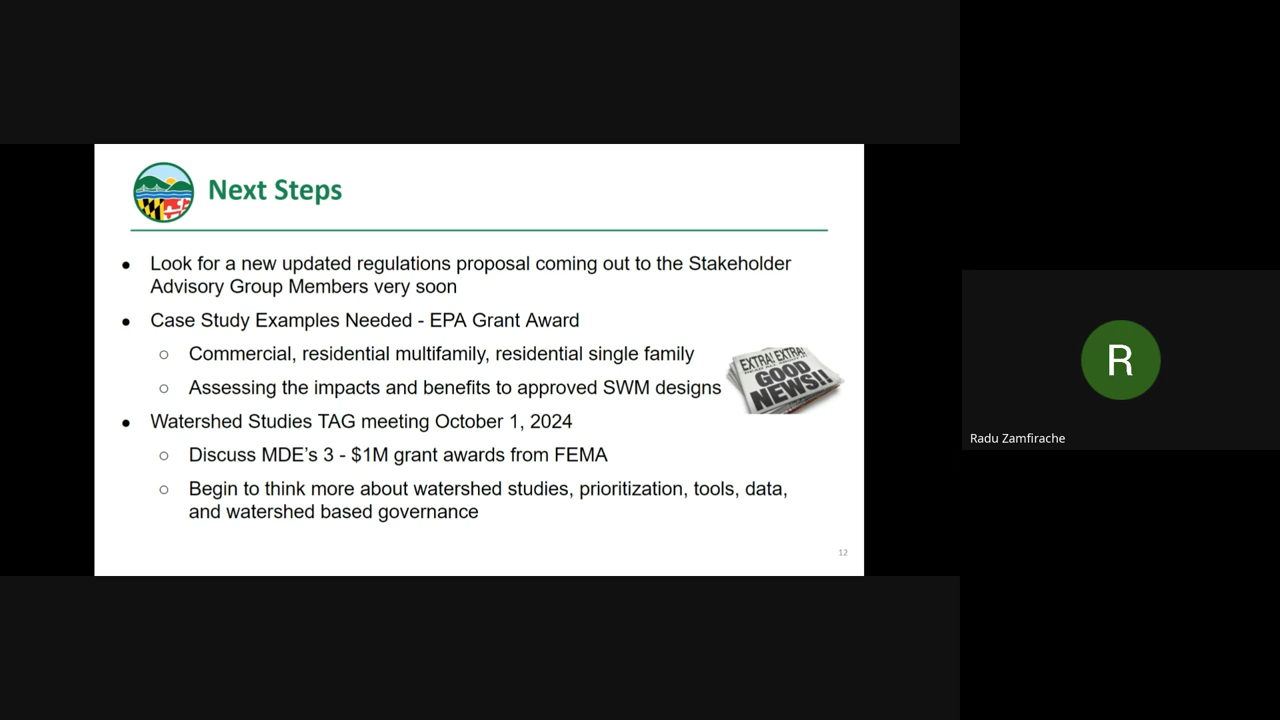 Next Steps
● Look for a new updated regulations proposal coming out to the Stakeholder
Advisory Group Members very soon
● Case Study Examples Needed - EPA Grant Award
○ Commercial, residential multifamily, residential single family
○ Assessing the impacts and benefits to approved SWM designs
EXTRA! EXTRA!
GOOD
NEWS!!
● Watershed Studies TAG meeting October 1, 2024
○ Discuss MDE’s 3 - $1M grant awards from FEMA
○ Begin to think more about watershed studies, prioritization, tools, data,
and watershed based governance
12
R
Radu Zamfirache